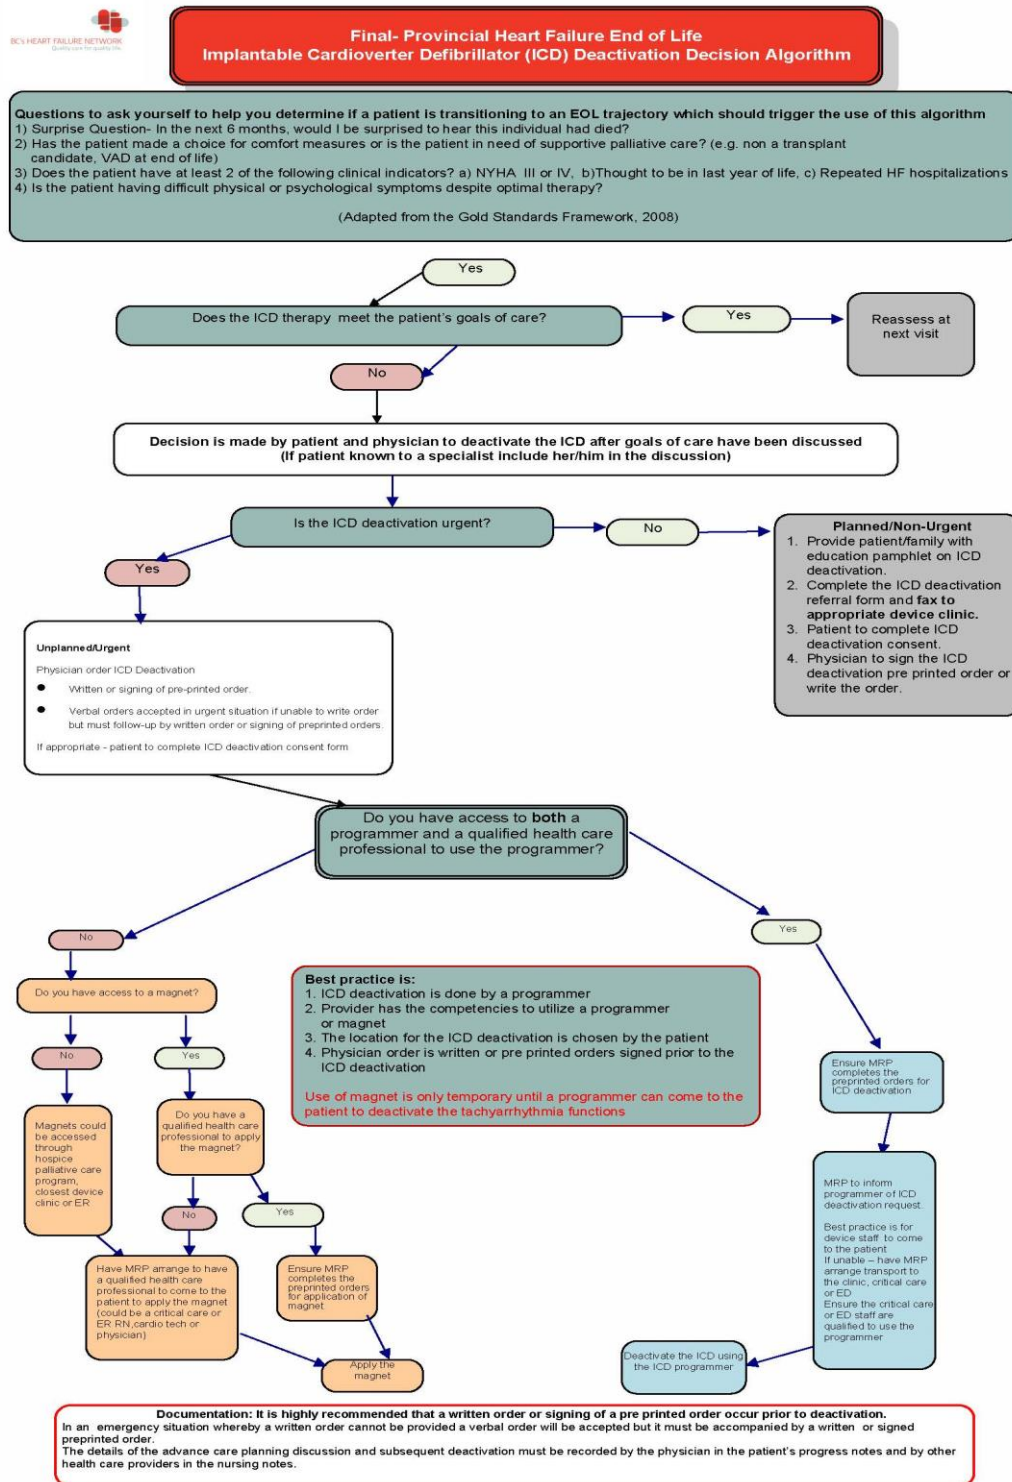 BC's HEART FAILURE NETWORK
Quality care for quality life.
Final- Provincial Heart Failure End of Life
Implantable Cardioverter Defibrillator (ICD) Deactivation Decision Algorithm
Questions to ask yourself to help you determine if a patient is transitioning to an EOL trajectory which should trigger the use of this algorithm
1) Surprise Question- In the next 6 months, would I be surprised to hear this individual had died?
2) Has the patient made a choice for comfort measures or is the patient in need of supportive palliative care? (e.g. non a transplant
candidate, VAD at end of life)
3) Does the patient have at least 2 of the following clinical indicators? a) NYHA III or IV, b)Thought to be in last year of life, c) Repeated HF hospitalizations
4) Is the patient having difficult physical or psychological symptoms despite optimal therapy?
(Adapted from the Gold Standards Framework, 2008)
Yes
Does the ICD therapy meet the patient's goals of care?
Yes
Reassess at
next visit
No
Decision is made by patient and physician to deactivate the ICD after goals of care have been discussed
(If patient known to a specialist include her/him in the discussion)
Is the ICD deactivation urgent?
No
Planned/Non-Urgent
1. Provide patient/family with
education pamphlet on ICD
deactivation.
2. Complete the ICD deactivation
referral form and fax to
appropriate device clinic.
3. Patient to complete ICD
deactivation consent.
4. Physician to sign the ICD
deactivation pre printed order or
write the order.
Yes
Unplanned/Urgent
Physician order ICD Deactivation
● Written or signing of pre-printed order.
● Verbal orders accepted in urgent situation if unable to write order
but must follow-up by written order or signing of preprinted orders.
If appropriate - patient to complete ICD deactivation consent form
Do you have access to both a
programmer and a qualified health care
professional to use the programmer?
No
Yes
Do you have access to a magnet?
No
Yes
Magnets could
be accessed
through
hospice
palliative care
program,
closest device
clinic or ER
Do you have a
qualified health care
professional to apply
the magnet?
No
Yes
Have MRP arrange to have
a qualified health care
professional to come to the
patient to apply the magnet
(could be a critical care or
ER RN,cardio tech or
physician)
Ensure MRP
completes the
preprinted orders
for application of
magnet
Apply the
magnet
Best practice is:
1. ICD deactivation is done by a programmer
2. Provider has the competencies to utilize a programmer
or magnet
3. The location for the ICD deactivation is chosen by the patient
4. Physician order is written or pre printed orders signed prior to the
ICD deactivation
Use of magnet is only temporary until a programmer can come to the
patient to deactivate the tachyarrhythmia functions
Ensure MRP
completes the
preprinted orders for
ICD deactivation
MRP to inform
programmer of ICD
deactivation request.
Best practice is for
device staff to come
to the patient
If unable – have MRP
arrange transport to
the clinic, critical care
or ED
Ensure the critical care
or ED staff are
qualified to use the
programmer
Deactivate the ICD using
the ICD programmer
Documentation: It is highly recommended that a written order or signing of a pre printed order occur prior to deactivation.
In an emergency situation whereby a written order cannot be provided a verbal order will be accepted but it must be accompanied by a written or signed
preprinted order.
The details of the advance care planning discussion and subsequent deactivation must be recorded by the physician in the patient's progress notes and by other
health care providers in the nursing notes.